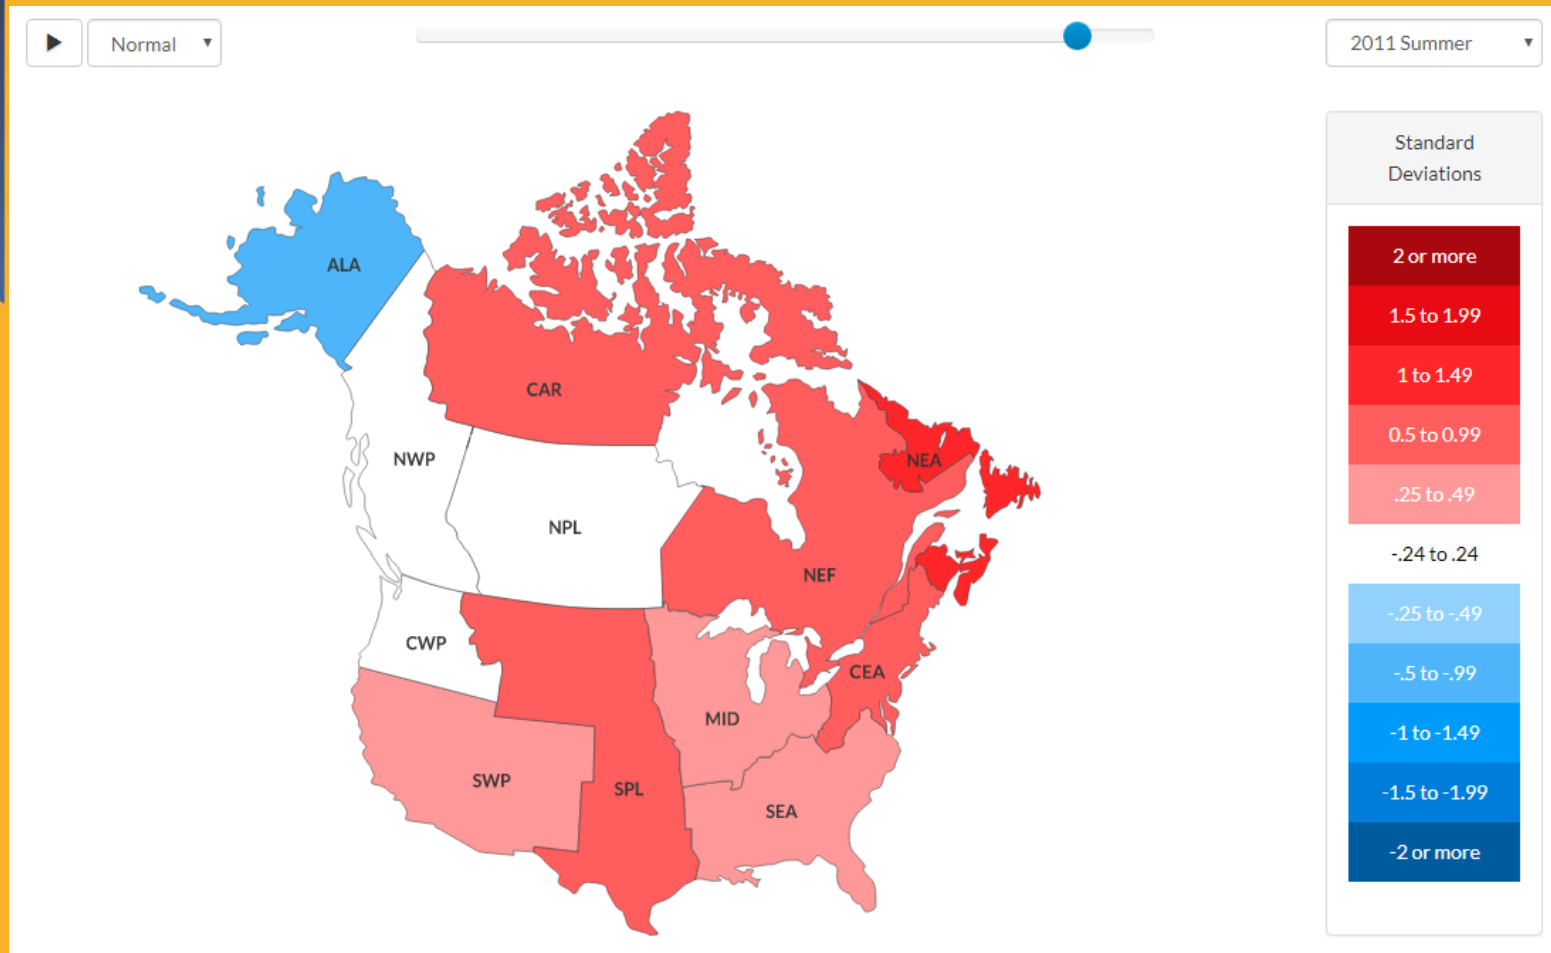 Normal
2011 Summer
Standard
Deviations
2 or more
1.5 to 1.99
1 to 1.49
0.5 to 0.99
.25 to .49
-.24 to .24
-.25 to -.49
-.5 to -.99
-1 to -1.49
-1.5 to -1.99
-2 or more
ALA
CAR
NWP
NEA
NPL
NEF
CWP
CEA
MID
SWP
SPL
SEA